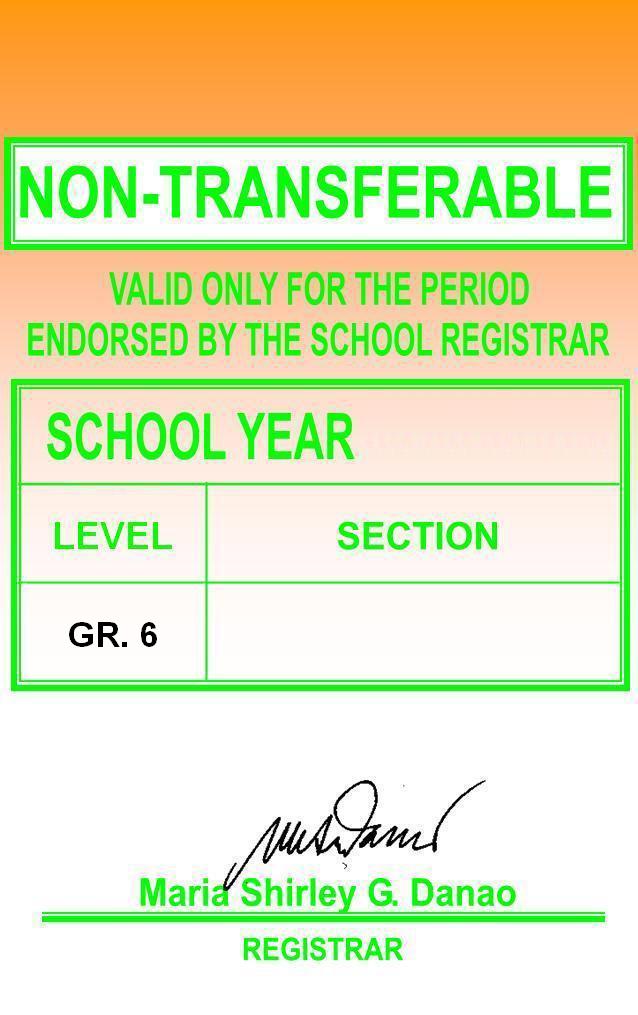 NON-TRANSFERABLE
VALID ONLY FOR THE PERIOD
ENDORSED BY THE SCHOOL REGISTRAR
SCHOOL YEAR
LEVEL SECTION
GR. 6
Maria Shirley G. Danao
REGISTRAR